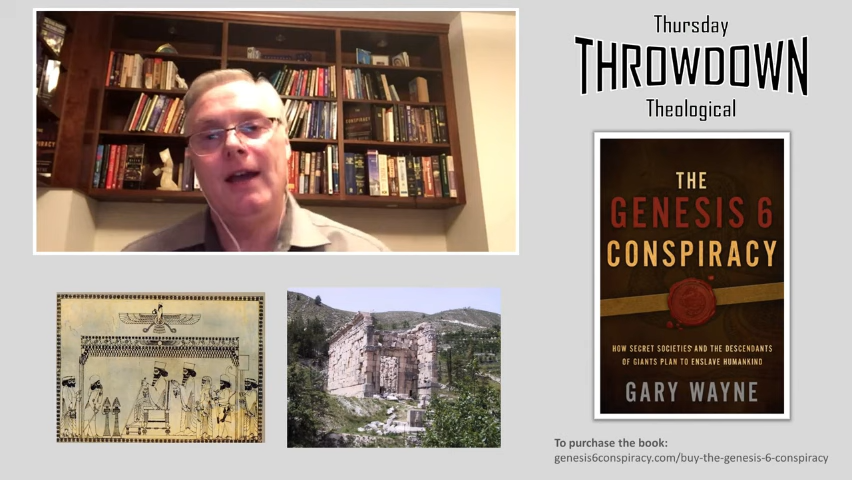 Thursday
THROWDOWN
Theological
THE
GENESIS 6
CONSPIRACY
HOW SECRET SOCIETIES AND THE DESCENDANTS
OF GIANTS PLAN TO ENSLAVE HUMANKIND
GARY WAYNE
To purchase the book:
genesis6conspiracy.com/buy-the-genesis-6-conspiracy